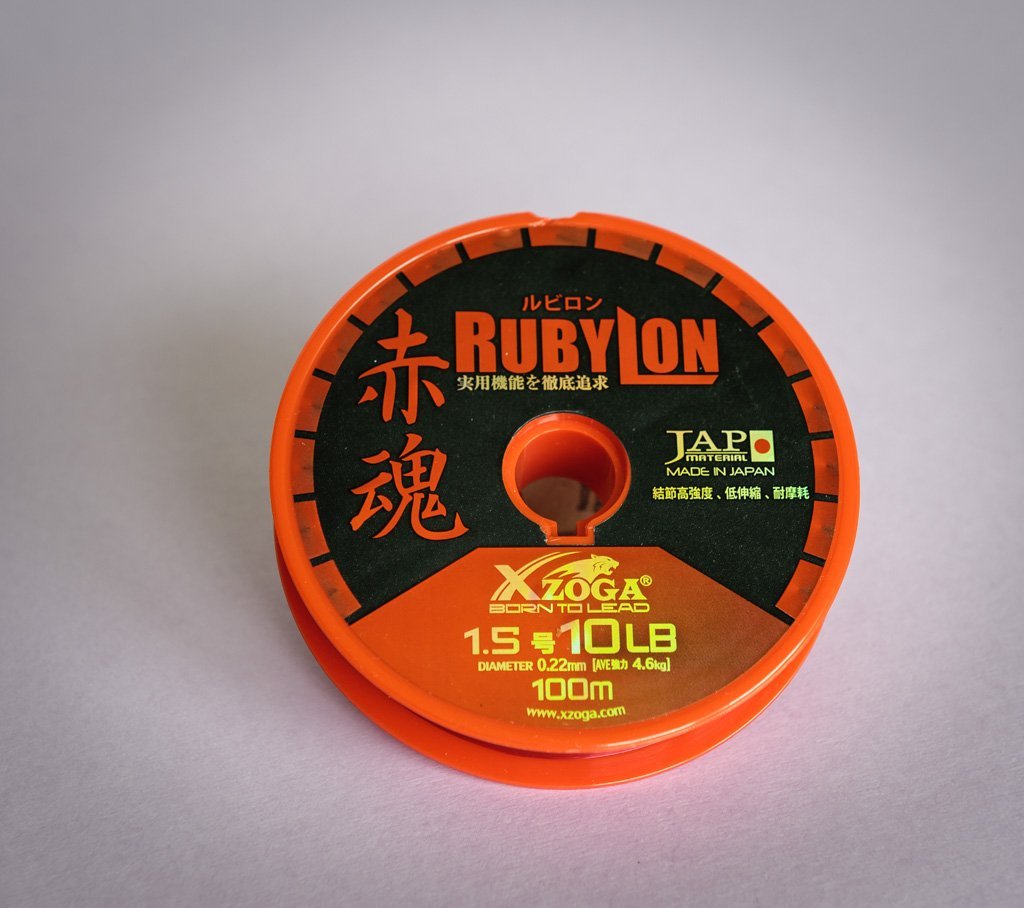 ルビロン
RUBYLON
実用機能を徹底追求
赤魂
JAP
MATERIAL
MADE IN JAPAN
結節高強度、低伸縮、耐摩耗
XZOGA®
BORN TO LEAD
1.5号 10LB
DIAMETER 0.22mm [AVE強力 4.6kg]
100m
www.xzoga.com